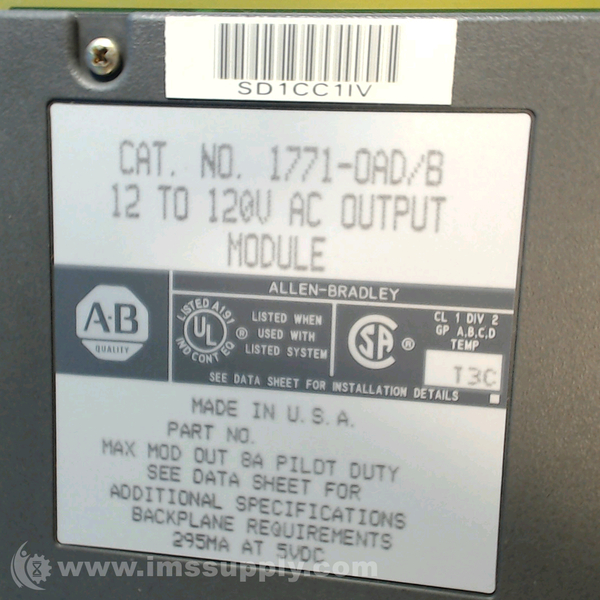 SD1CC1IV
CAT. NO. 1771-OAD/B
12 TO 120V AC OUTPUT
MODULE
ALLEN-BRADLEY
A-B
QUALITY
LISTED A191
UL
IND CONT EQ
®
LISTED WHEN
USED WITH
LISTED SYSTEM
SA
®
CL 1 DIV 2
GP A,B,C,D
TEMP
T3C
SEE DATA SHEET FOR INSTALLATION DETAILS
MADE IN U.S.A.
PART NO.
MAX MOD OUT 8A PILOT DUTY
SEE DATA SHEET FOR
ADDITIONAL SPECIFICATIONS
BACKPLANE REQUIREMENTS
295MA AT 5VDC
www.imssupply.com